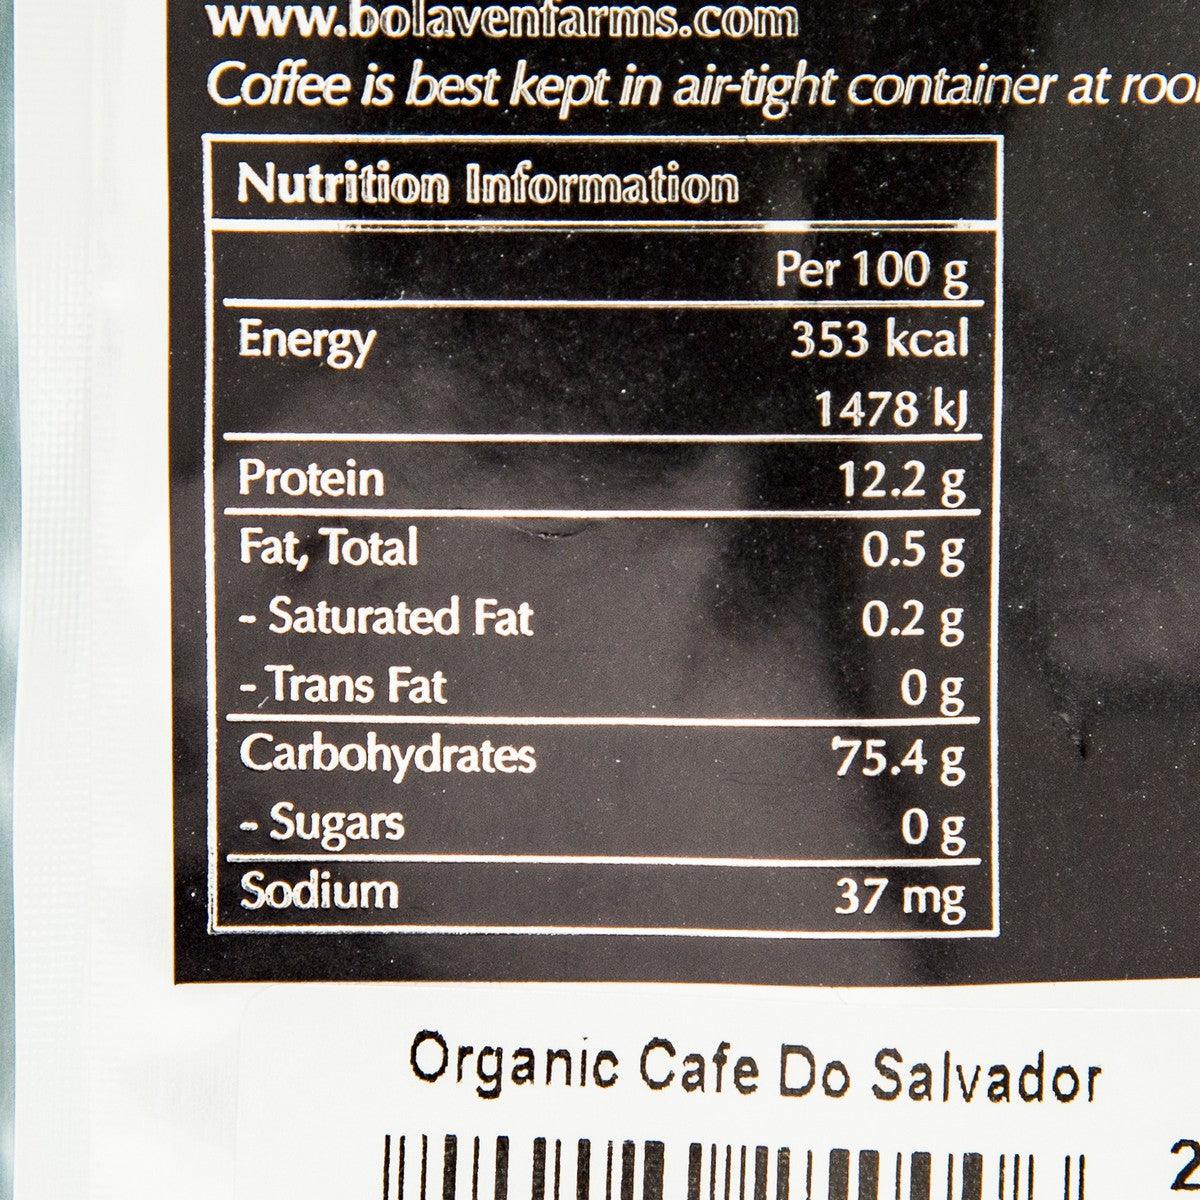 www.bolavenfarms.com
Coffee is best kept in air-tight container at
Nutrition Information
Per 100 g
Energy 353 kcal
1478 kJ
Protein 12.2 g
Fat, Total 0.5 g
- Saturated Fat 0.2 g
- Trans Fat 0 g
Carbohydrates 75.4 g
- Sugars 0 g
Sodium 37 mg
Organic Cafe Do Salvador